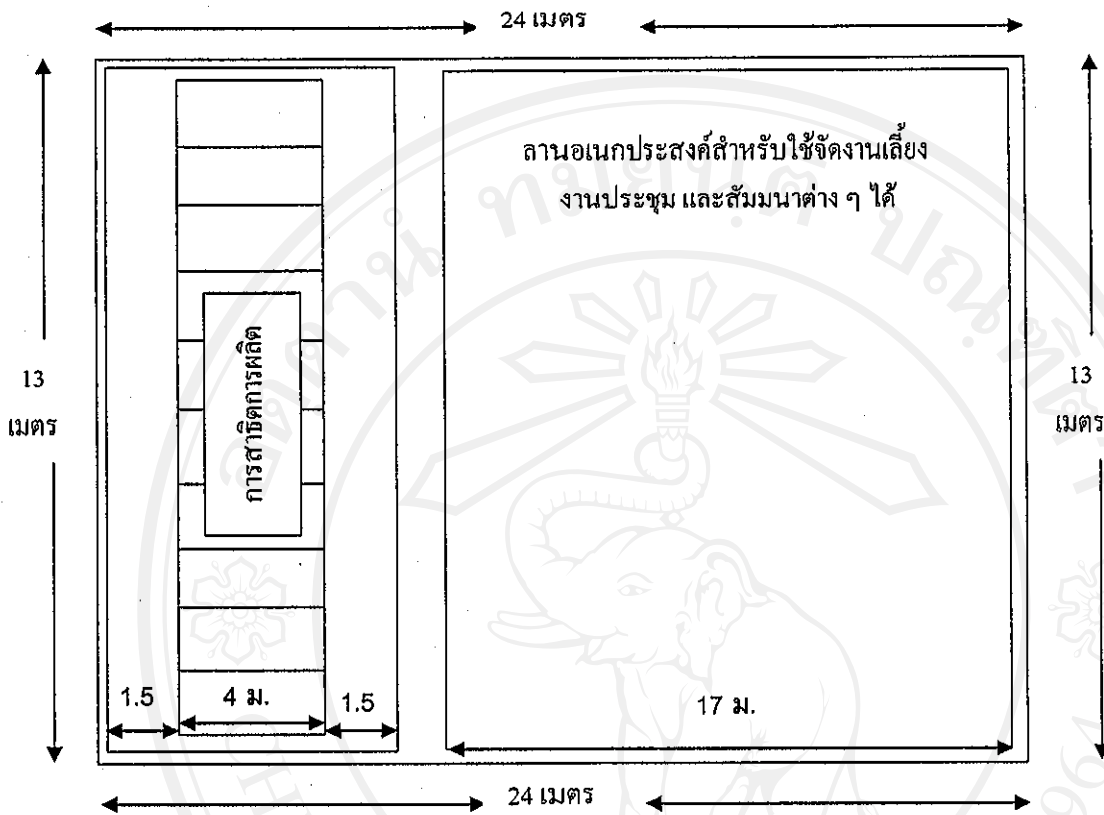 24 เมตร
ลานอเนกประสงค์สำหรับใช้จัดงานเลี้ยง
งานประชุม และสัมมนาต่าง ๆ ได้
13
เมตร
การสาธิตการผลิต
13
เมตร
1.5
4 ม.
1.5
17 ม.
24 เมตร